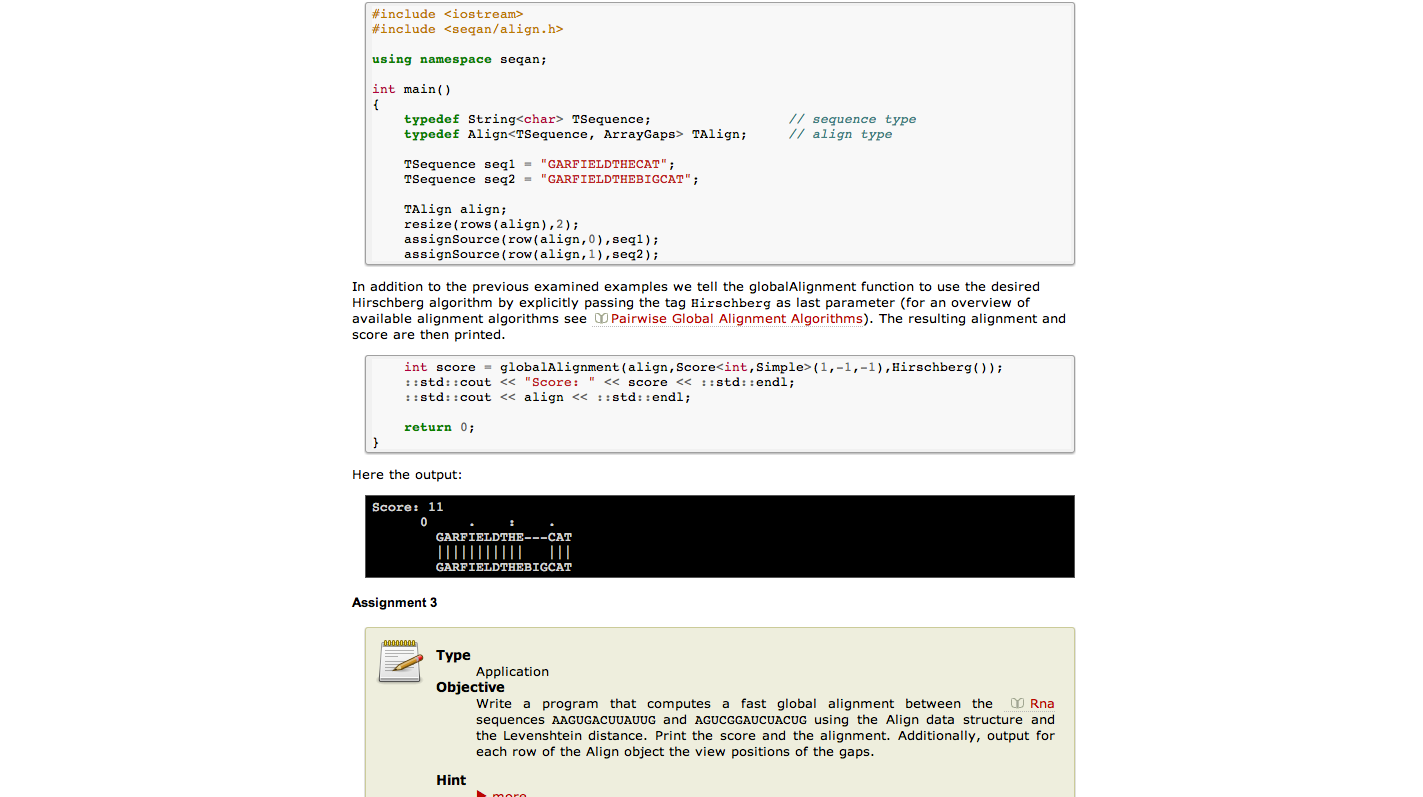 #include <iostream>
#include <seqan/align.h>
using namespace seqan;
int main()
{
    typedef String<char> TSequence;                 // sequence type
    typedef Align<TSequence, ArrayGaps> TAlign;     // align type
    TSequence seq1 = "GARFIELDTHECAT";
    TSequence seq2 = "GARFIELDTHEBIGCAT";
    TAlign align;
    resize(rows(align),2);
    assignSource(row(align,0),seq1);
    assignSource(row(align,1),seq2);
In addition to the previous examined examples we tell the globalAlignment function to use the desired
Hirschberg algorithm by explicitly passing the tag Hirschberg as last parameter (for an overview of
available alignment algorithms see Pairwise Global Alignment Algorithms). The resulting alignment and
score are then printed.
    int score = globalAlignment(align,Score<int,Simple>(1,-1,-1),Hirschberg());
    ::std::cout << "Score: " << score << ::std::endl;
    ::std::cout << align << ::std::endl;
    return 0;
}
Here the output:
Score: 11
      0     .    :    .
        GARFIELDTHE---CAT
        |||||||||||   |||
        GARFIELDTHEBIGCAT
Assignment 3
Type
Application
Objective
Write a program that computes a fast global alignment between the Rna
sequences AAGUGACUUAUUG and AGUCGGAUCUACUG using the Align data structure and
the Levenshtein distance. Print the score and the alignment. Additionally, output for
each row of the Align object the view positions of the gaps.
Hint
more